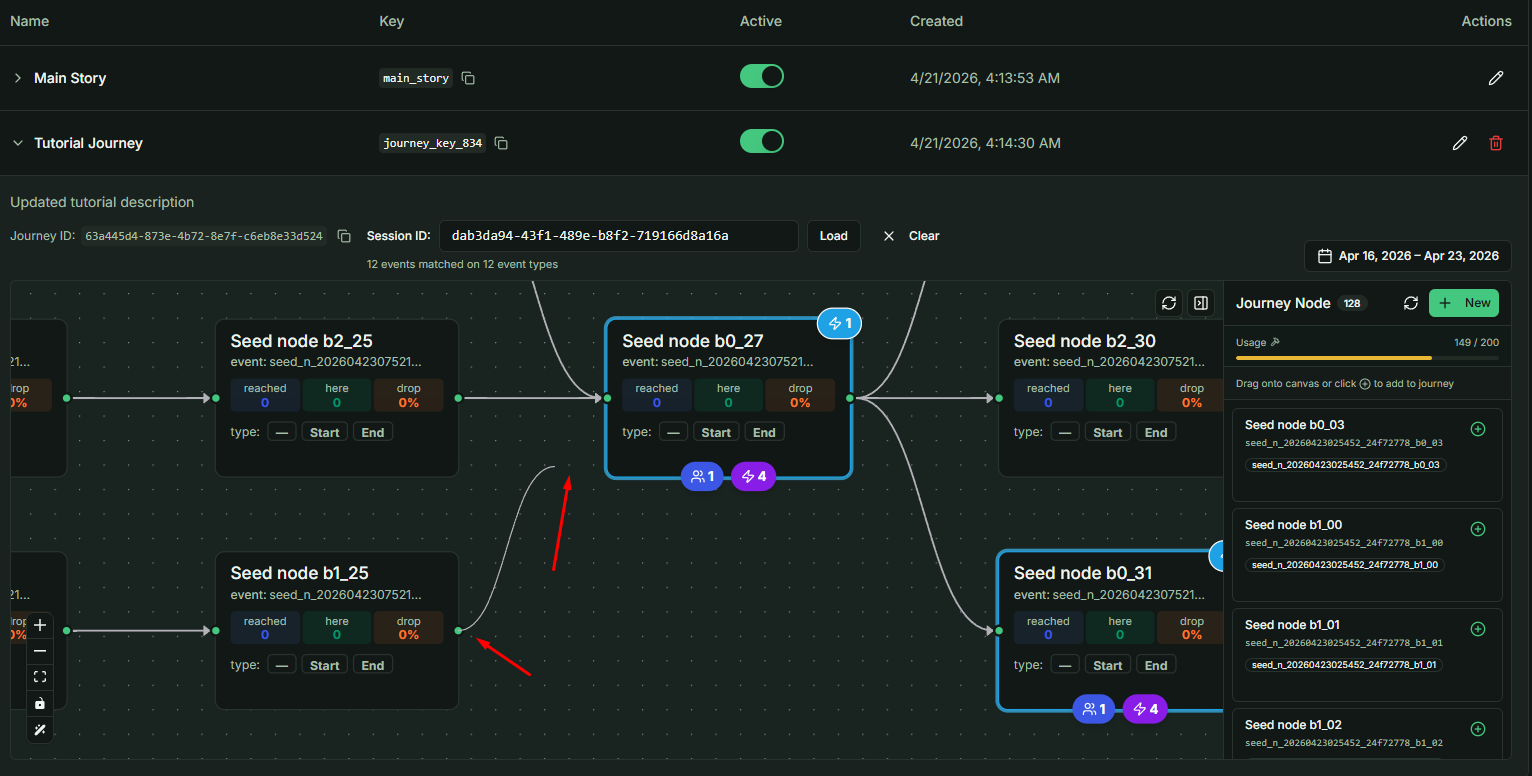 Name Key Active Created Actions
Main Story main_story 4/21/2026, 4:13:53 AM
Tutorial Journey journey_key_834 4/21/2026, 4:14:30 AM
Updated tutorial description
Journey ID: 63a445d4-873e-4b72-8e7f-c6eb8e33d524 Session ID: dab3da94-43f1-489e-b8f2-719166d8a16a Load Clear
12 events matched on 12 event types
Apr 16, 2026 – Apr 23, 2026
21...
rop
0%
Seed node b2_25
event: seed_n_2026042307521...
reached here drop
0 0 0%
type: — Start End
1
Seed node b0_27
event: seed_n_2026042307521...
reached here drop
0 0 0%
type: — Start End
1 4
Seed node b2_30
event: seed_n_2026042307521...
reached here drop
0 0 0%
type: — Start End
21...
rop
0%
Seed node b1_25
event: seed_n_2026042307521...
reached here drop
0 0 0%
type: — Start End
Seed node b0_31
event: seed_n_2026042307521...
reached here drop
0 0 0%
type: — Start End
1 4
Journey Node 128 New
Usage 149 / 200
Drag onto canvas or click to add to journey
Seed node b0_03
seed_n_20260423025452_24f72778_b0_03
seed_n_20260423025452_24f72778_b0_03
Seed node b1_00
seed_n_20260423025452_24f72778_b1_00
seed_n_20260423025452_24f72778_b1_00
Seed node b1_01
seed_n_20260423025452_24f72778_b1_01
seed_n_20260423025452_24f72778_b1_01
Seed node b1_02
seed_n_20260423025452_24f72778_b1_02